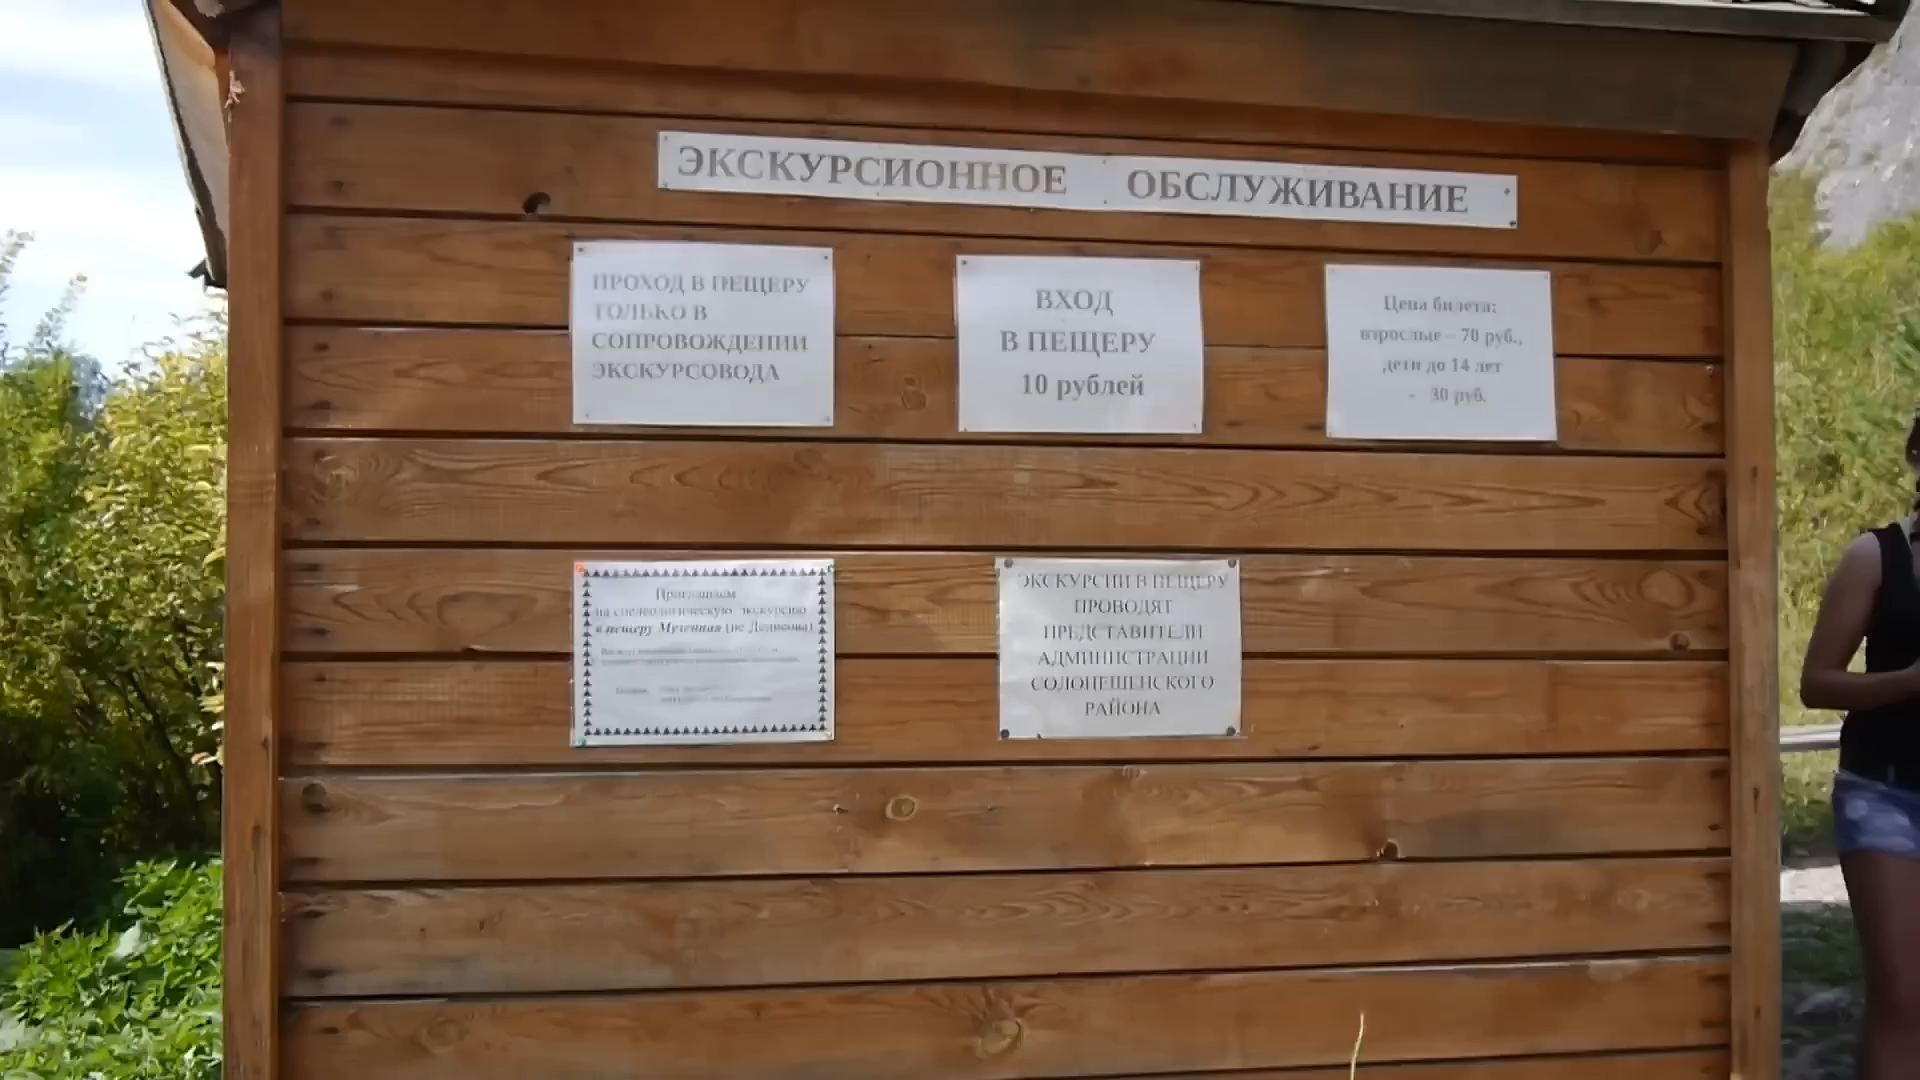 ЭКСКУРСИОННОЕ ОБСЛУЖИВАНИЕ
ПРОХОД В ПЕЩЕРУ
ТОЛЬКО В
СОПРОВОЖДЕНИИ
ЭКСКУРСОВОДА
ВХОД
В ПЕЩЕРУ
10 рублей
Цена билета:
взрослые – 70 руб.,
дети до 14 лет
- 30 руб.
Приглашаем
на спелеологическую экскурсию
в пещеру Музейная (не Денисова)
ЭКСКУРСИИ В ПЕЩЕРУ
ПРОВОДЯТ
ПРЕДСТАВИТЕЛИ
АДМИНИСТРАЦИИ
СОЛОНЕШЕНСКОГО
РАЙОНА